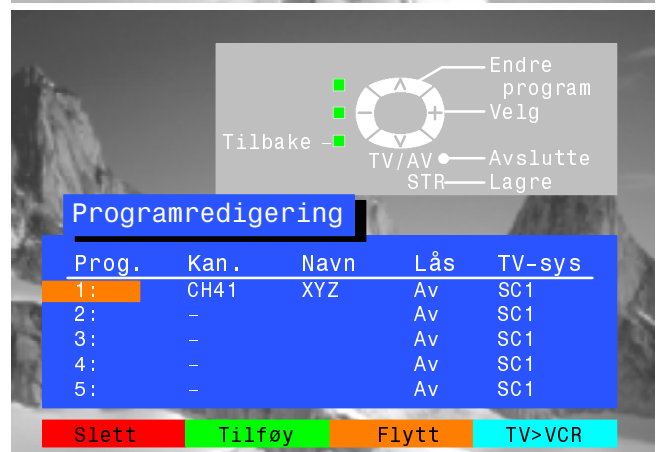 Endre
program
Velg
Tilbake
TV/AV Avslutte
STR Lagre
Programredigering
Prog. Kan. Navn Lås TV-sys
1: CH41 XYZ Av SC1
2: - Av SC1
3: - Av SC1
4: - Av SC1
5: - Av SC1
Slett Tilføy Flytt TV>VCR